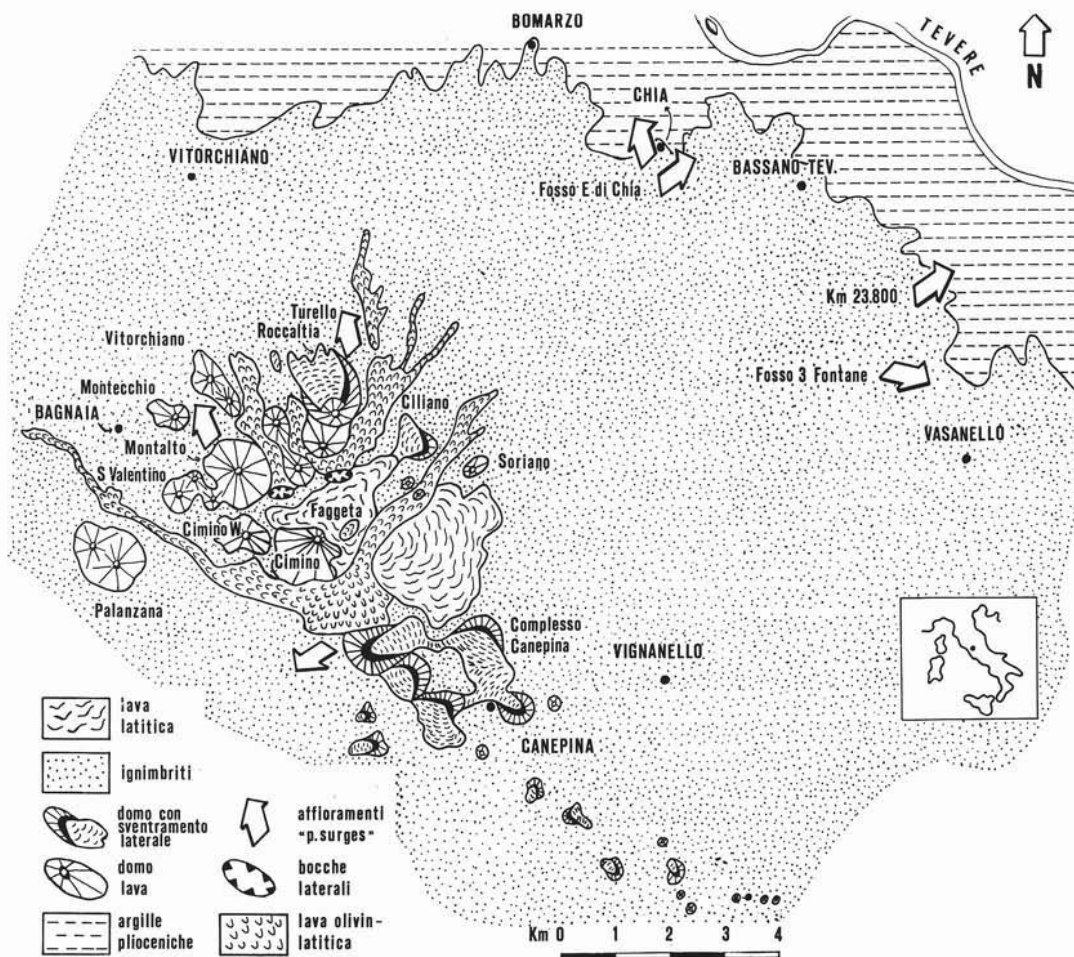 BOMARZO
TEVERE
N
CHIA
VITORCHIANO
BASSANO TEV.
Fosso E di Chia
Km 23.800
Turello
Roccaltia
Vitorchiano
Fosso 3 Fontane
Montecchio
Ciliano
BAGNAIA
VASANELLO
Montalto
Soriano
S Valentino
Faggeta
Cimino W.
Cimino
Palanzana
Complesso
Canepina
VIGNANELLO
CANEPINA
lava
latitica
ignimbriti
domo con
sventramento
laterale
affioramenti
"p.surges"
domo
lava
bocche
laterali
argille
plioceniche
lava olivin-
latitica
Km 0 1 2 3 4